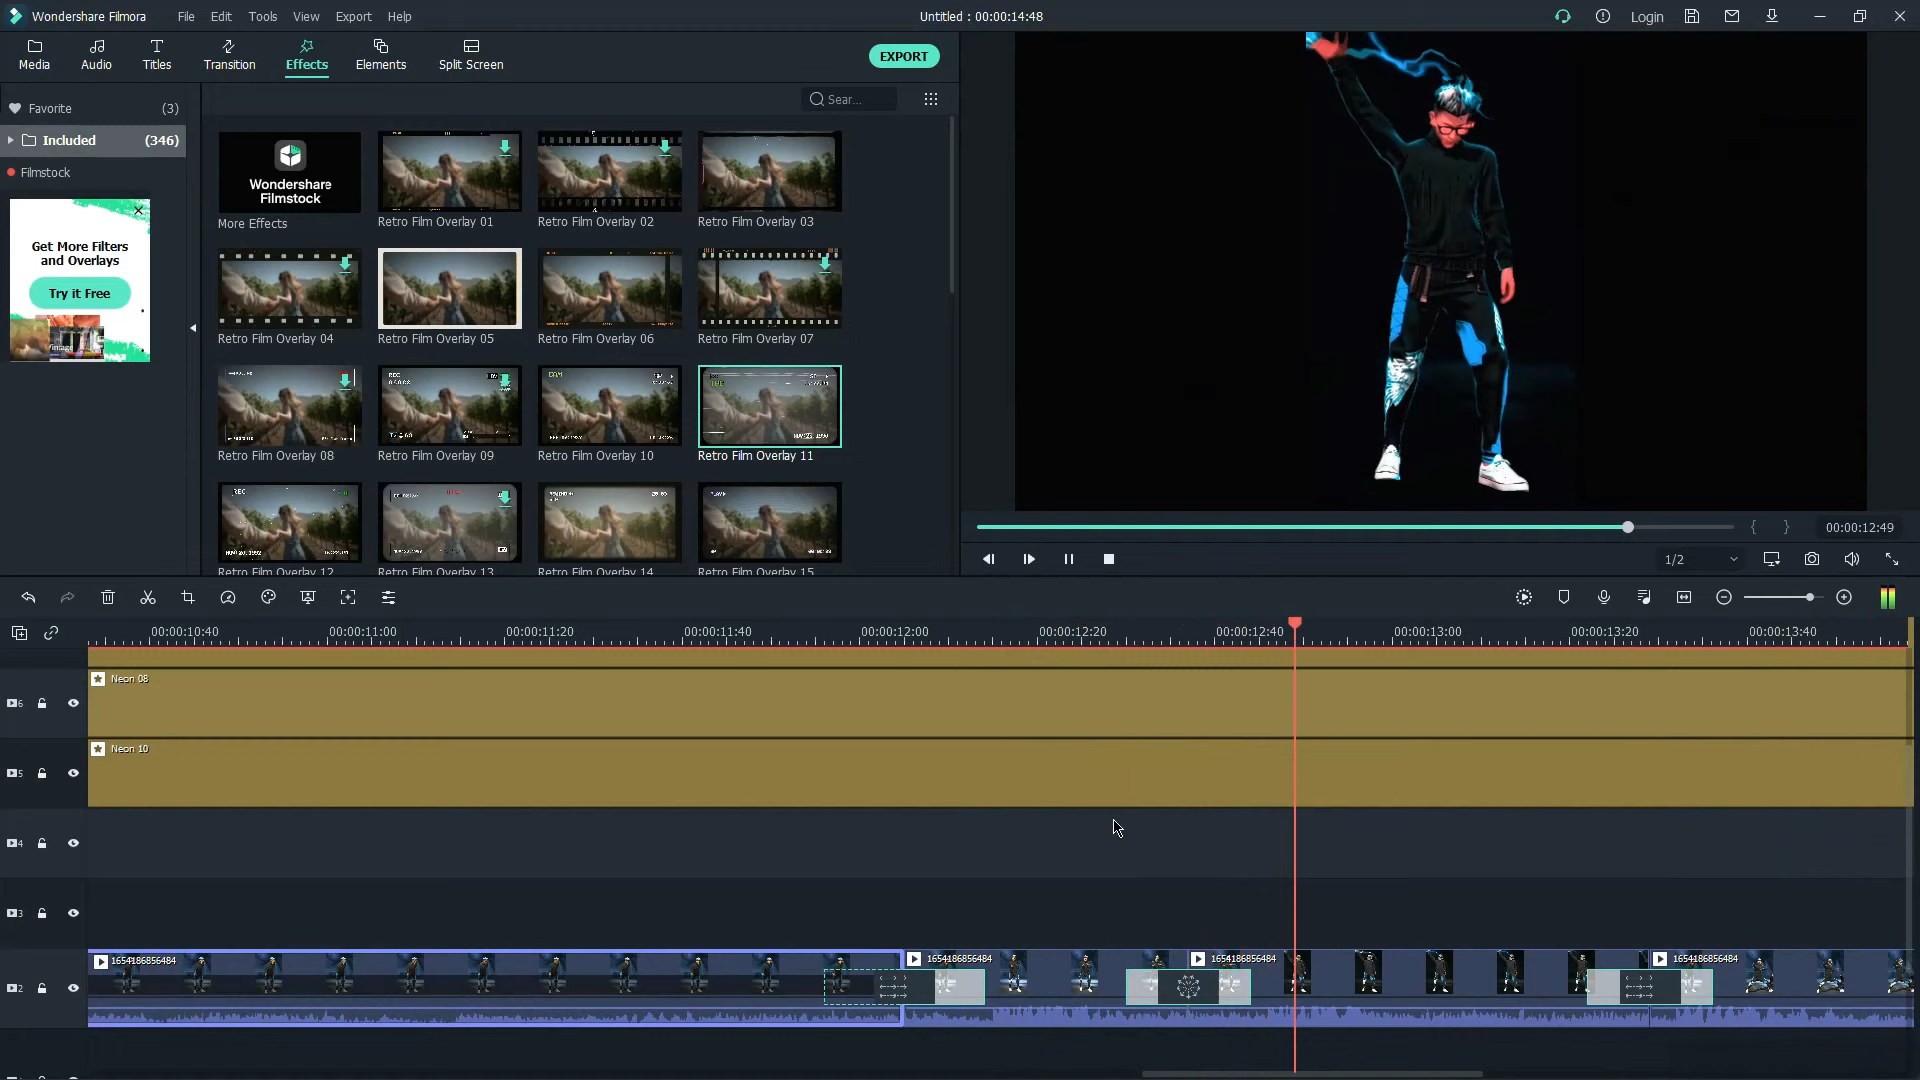 Wondershare Filmora
File Edit Tools View Export Help
Untitled : 00:00:14:48
Login
Media Audio Titles Transition Effects Elements Split Screen
EXPORT
Favorite (3)
Included (346)
Filmstock
Sear...
Get More Filters
and Overlays
Try it Free
Wondershare
Filmstock
More Effects
Retro Film Overlay 01
Retro Film Overlay 02
Retro Film Overlay 03
Retro Film Overlay 04
Retro Film Overlay 05
Retro Film Overlay 06
Retro Film Overlay 07
Retro Film Overlay 08
Retro Film Overlay 09
Retro Film Overlay 10
Retro Film Overlay 11
Retro Film Overlay 12
Retro Film Overlay 13
Retro Film Overlay 14
Retro Film Overlay 15
{ }
00:00:12:49
1/2
00:00:10:40 00:00:11:00 00:00:11:20 00:00:11:40 00:00:12:00 00:00:12:20 00:00:12:40 00:00:13:00 00:00:13:20 00:00:13:40
6
Neon 08
5
Neon 10
4
3
2
1654186856484 1654186856484 1654186856484 1654186856484